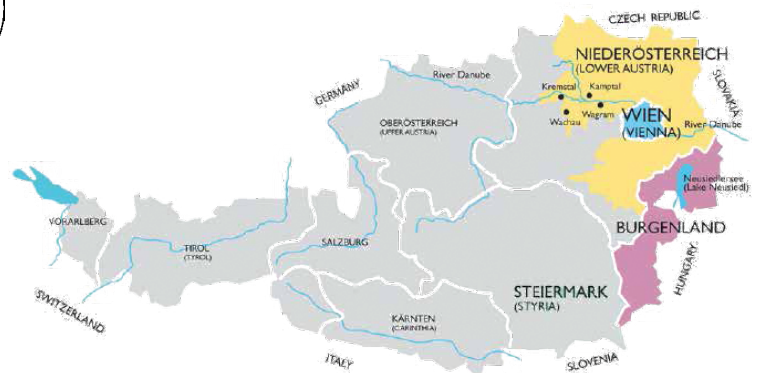 CZECH REPUBLIC
NIEDERÖSTERREICH
(LOWER AUSTRIA)
SLOVAKIA
River Danube
GERMANY
Kremstal
Kamptal
Wachau
Wagram
WIEN
(VIENNA)
River Danube
OBERÖSTERREICH
(UPPER AUSTRIA)
Neusiedlersee
(Lake Neusiedl)
VORARLBERG
BURGENLAND
TIROL
(TYROL)
SALZBURG
HUNGARY
SWITZERLAND
STEIERMARK
(STYRIA)
KÄRNTEN
(CARINTHIA)
ITALY
SLOVENIA